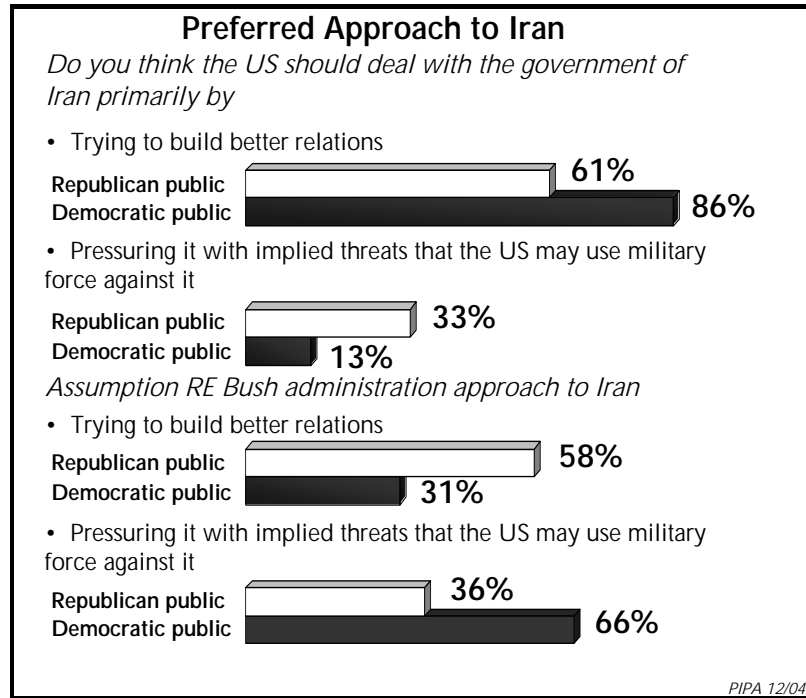 Preferred Approach to Iran
Do you think the US should deal with the government of
Iran primarily by
• Trying to build better relations
Republican public 61%
Democratic public 86%
• Pressuring it with implied threats that the US may use military
force against it
Republican public 33%
Democratic public 13%
Assumption RE Bush administration approach to Iran
• Trying to build better relations
Republican public 58%
Democratic public 31%
• Pressuring it with implied threats that the US may use military
force against it
Republican public 36%
Democratic public 66%
PIPA 12/04